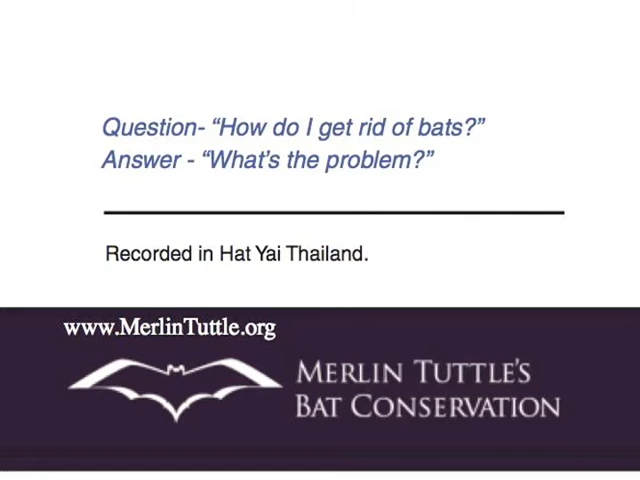 Question- “How do I get rid of bats?”
Answer - “What’s the problem?”
Recorded in Hat Yai Thailand.
www.MerlinTuttle.org
MERLIN TUTTLE’S
BAT CONSERVATION